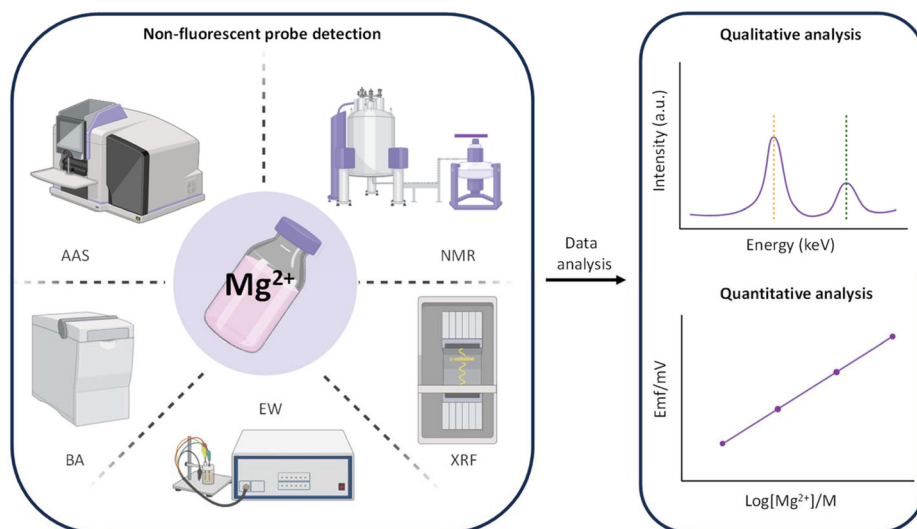 Non-fluorescent probe detection
AAS
NMR
Mg²⁺
BA
EW
XRF
γ-radiation
Data
analysis
Qualitative analysis
Intensity (a.u.)
Energy (keV)
Quantitative analysis
Emf/mV
Log[Mg²⁺]/M